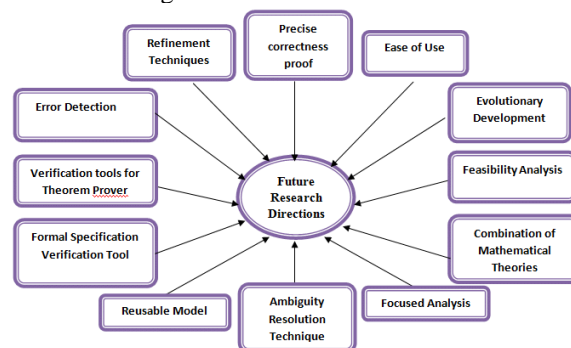 Precise
correctness
proof
Refinement
Techniques
Ease of Use
Error Detection
Evolutionary
Development
Verification tools for
Theorem Prover
Future
Research
Directions
Feasibility Analysis
Formal Specification
Verification Tool
Combination of
Mathematical
Theories
Reusable Model
Ambiguity
Resolution
Technique
Focused Analysis